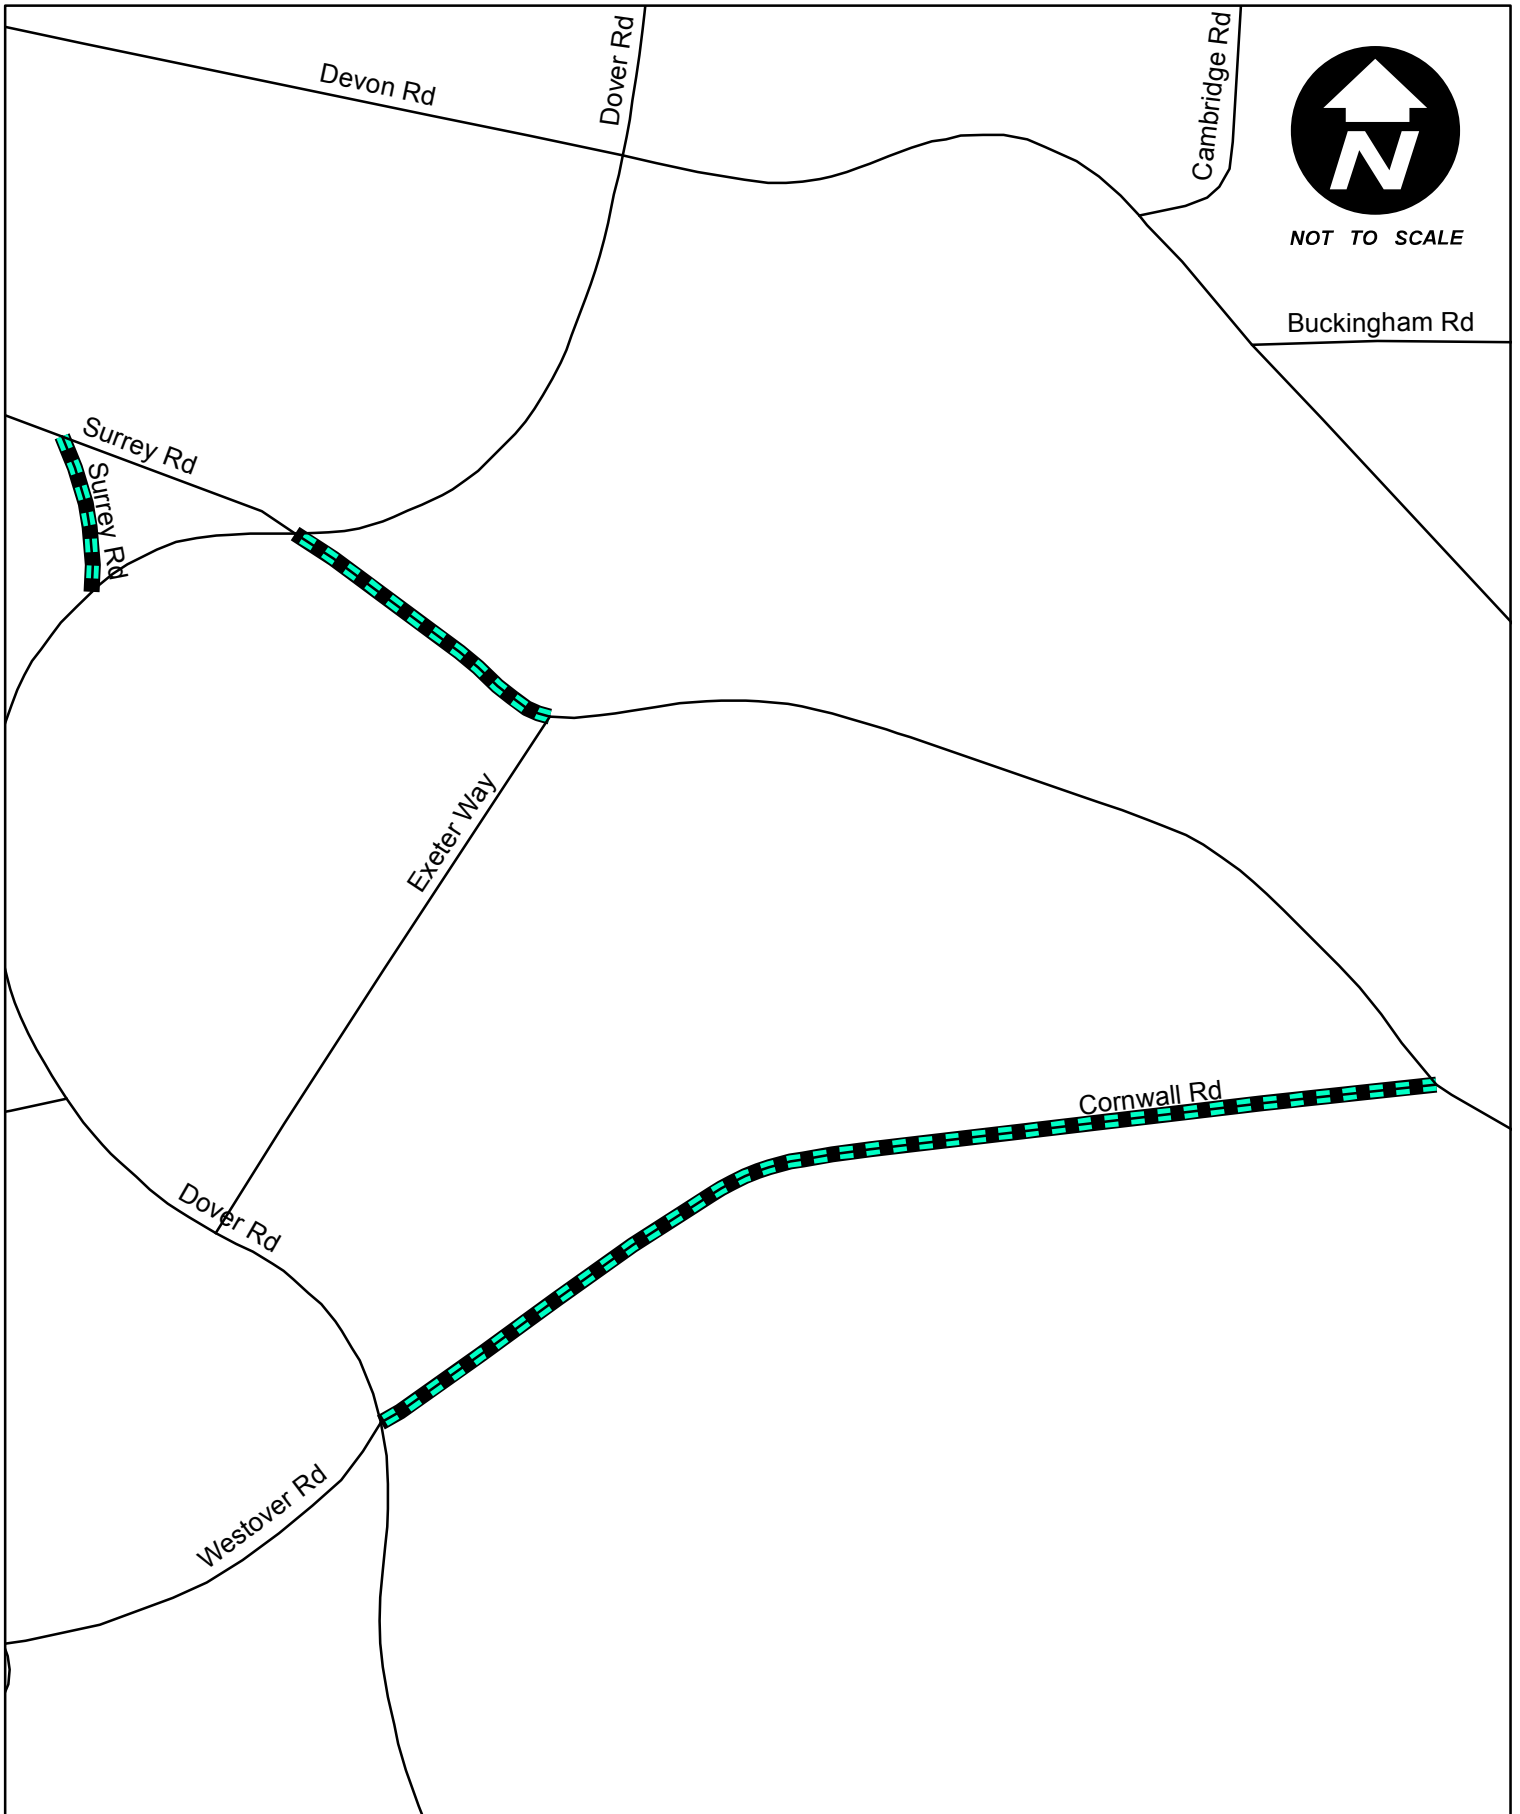 Dover Rd
Cambridge Rd
Devon Rd
N
NOT TO SCALE
Buckingham Rd
Surrey Rd
Surrey Rd
Exeter Way
Cornwall Rd
Dover Rd
Westover Rd